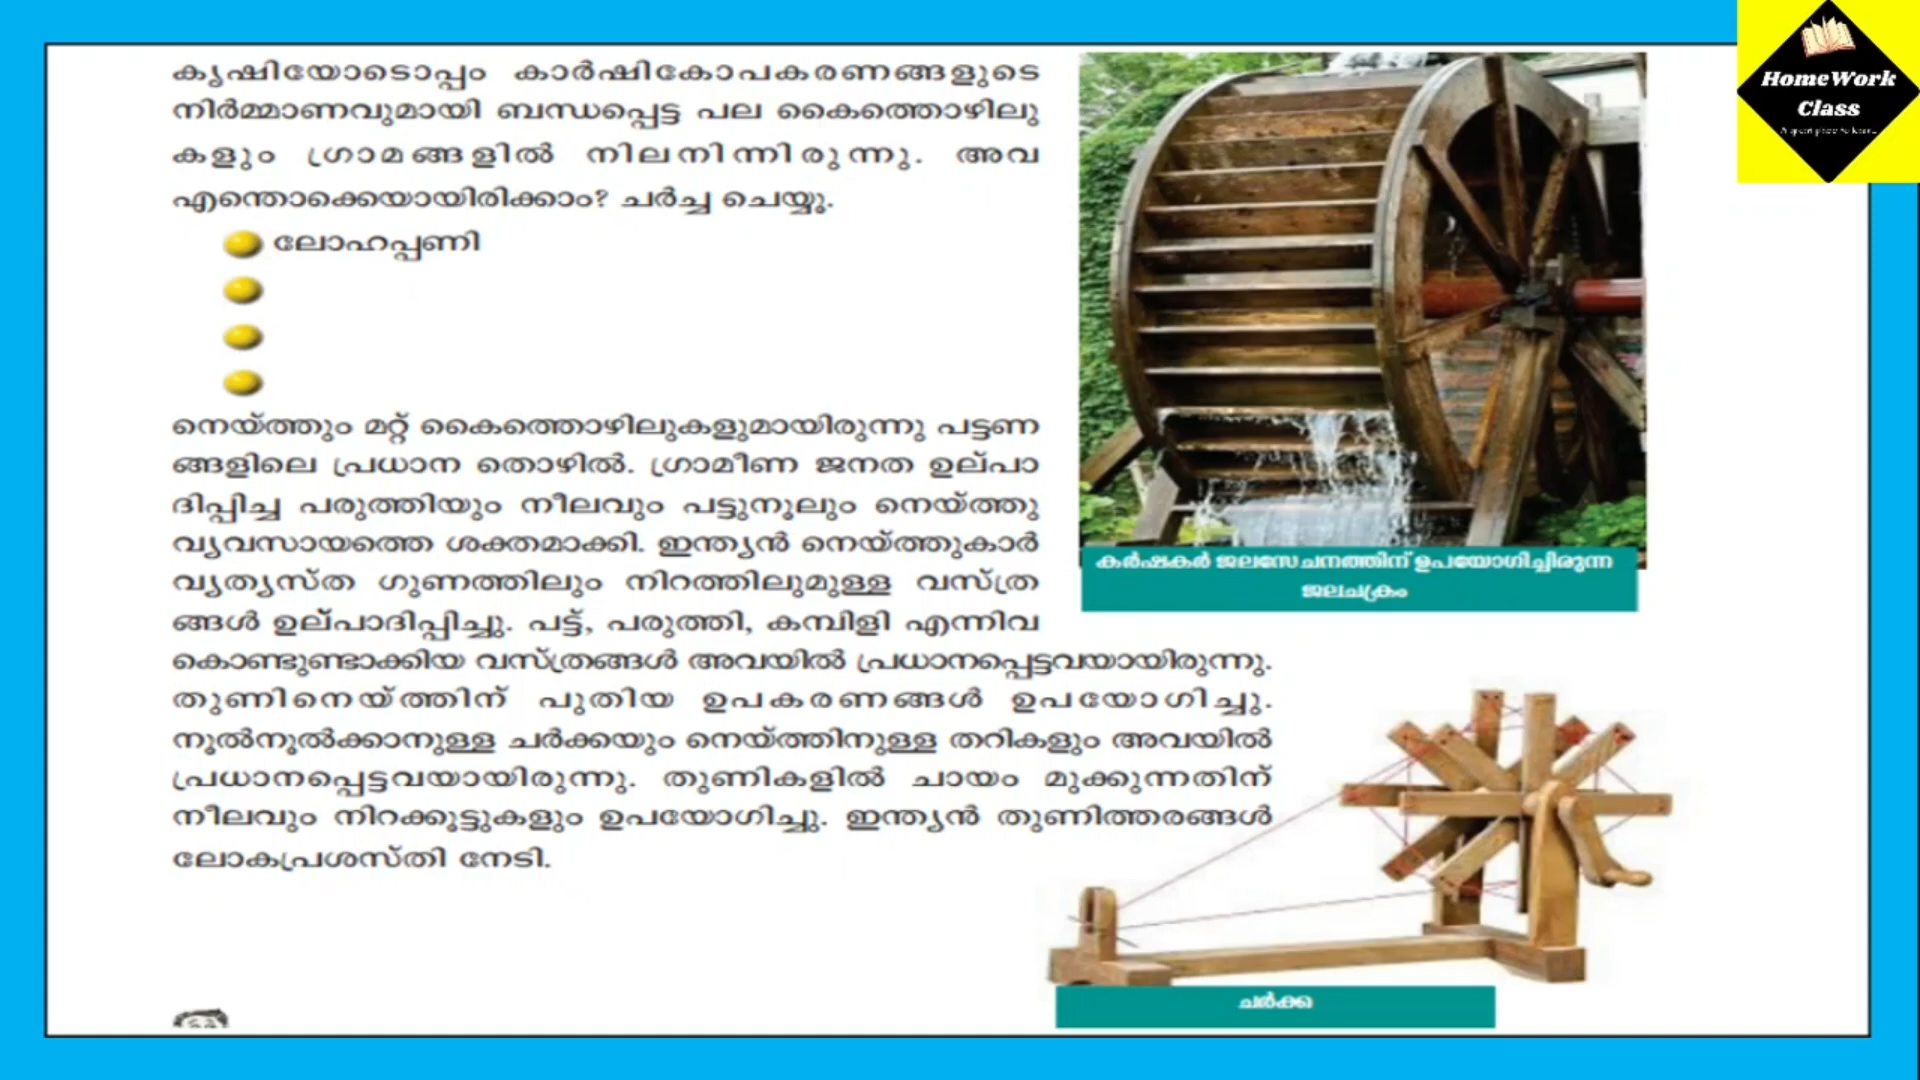 കൃഷിയോടൊപ്പം കാർഷികോപകരണങ്ങളുടെ
നിർമ്മാണവുമായി ബന്ധപ്പെട്ട പല കൈത്തൊഴിലു
കളും ഗ്രാമങ്ങളിൽ നിലനിന്നിരുന്നു. അവ
എന്തൊക്കെയായിരിക്കാം? ചർച്ച ചെയ്യൂ.
ലോഹപ്പണി
നെയ്ത്തും മറ്റ് കൈത്തൊഴിലുകളുമായിരുന്നു പട്ടണ
ങ്ങളിലെ പ്രധാന തൊഴിൽ. ഗ്രാമീണ ജനത ഉല്പാ
ദിപ്പിച്ച പരുത്തിയും നീലവും പട്ടുനൂലും നെയ്ത്തു
വ്യവസായത്തെ ശക്തമാക്കി. ഇന്ത്യൻ നെയ്ത്തുകാർ
വ്യത്യസ്ത ഗുണത്തിലും നിറത്തിലുമുള്ള വസ്ത്ര
ങ്ങൾ ഉല്പാദിപ്പിച്ചു. പട്ട്, പരുത്തി, കമ്പിളി എന്നിവ
കൊണ്ടുണ്ടാക്കിയ വസ്ത്രങ്ങൾ അവയിൽ പ്രധാനപ്പെട്ടവയായിരുന്നു.
തുണിനെയ്ത്തിന് പുതിയ ഉപകരണങ്ങൾ ഉപയോഗിച്ചു.
നൂൽനൂൽക്കാനുള്ള ചർക്കയും നെയ്ത്തിനുള്ള തറികളും അവയിൽ
പ്രധാനപ്പെട്ടവയായിരുന്നു. തുണികളിൽ ചായം മുക്കുന്നതിന്
നീലവും നിറക്കൂട്ടുകളും ഉപയോഗിച്ചു. ഇന്ത്യൻ തുണിത്തരങ്ങൾ
ലോകപ്രശസ്തി നേടി.
കർഷകർ ജലസേചനത്തിന് ഉപയോഗിച്ചിരുന്ന
ജലചക്രം
ചർക്ക
HomeWork
Class
A great place to learn...